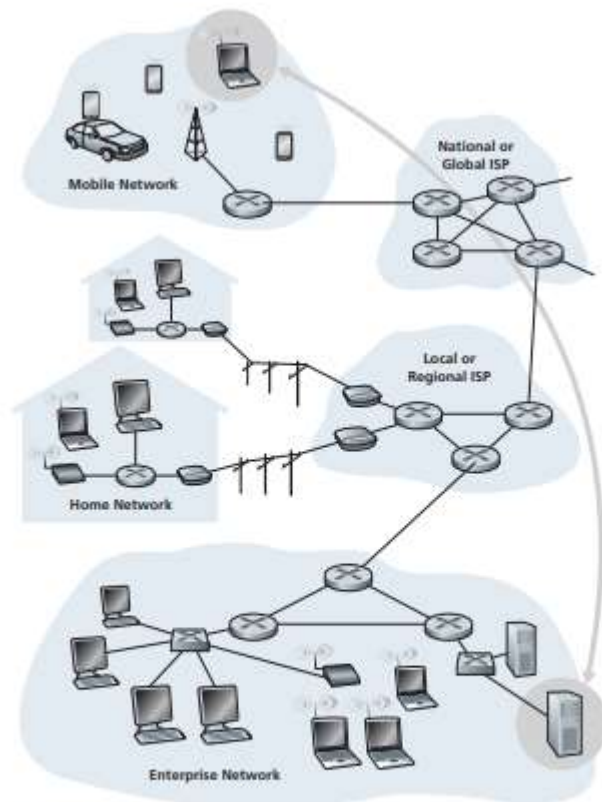 National or
Global ISP
Mobile Network
Local or
Regional ISP
Home Network
Enterprise Network